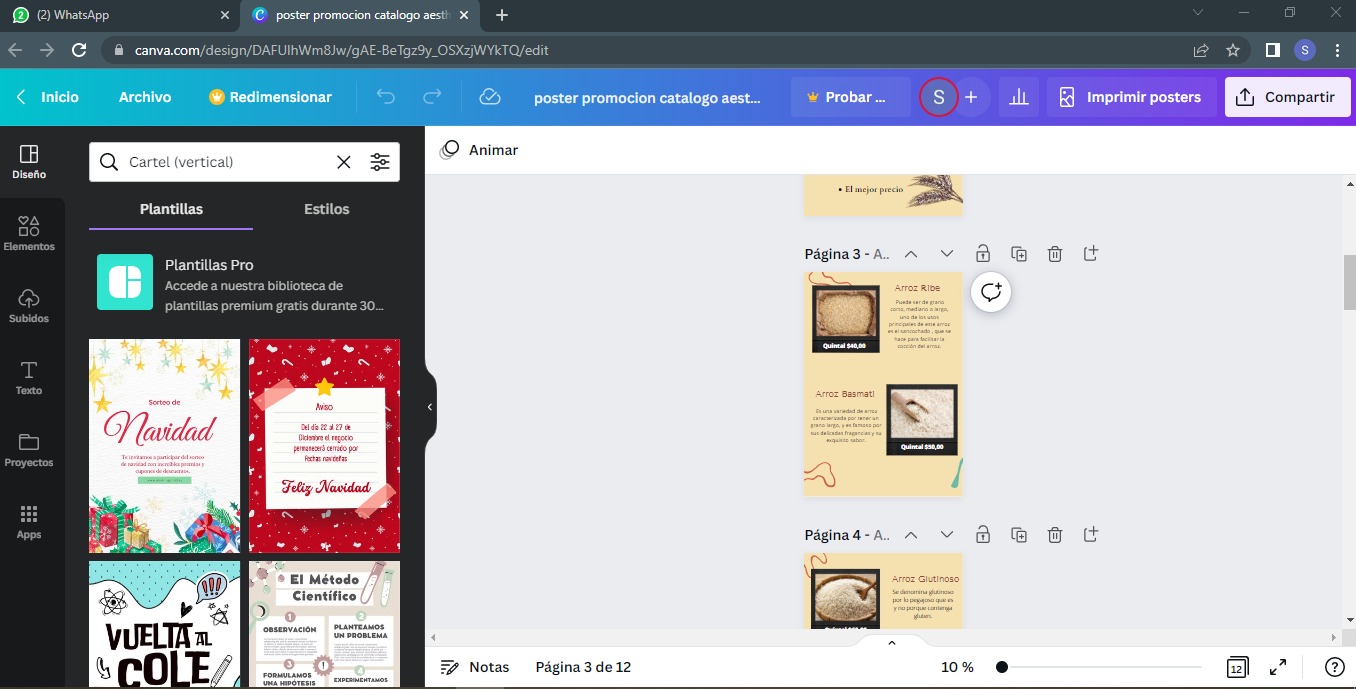 (2) WhatsApp
poster promocion catalogo aesth
canva.com/design/DAFUIhWm8Jw/gAE-BeTgz9y_OSXzjWYkTQ/edit
S
Inicio
Archivo
Redimensionar
poster promocion catalogo aest...
Probar ...
S
Imprimir posters
Compartir
Diseño
Elementos
Subidos
Texto
Proyectos
Apps
Cartel (vertical)
Plantillas
Estilos
Plantillas Pro
Accede a nuestra biblioteca de
plantillas premium gratis durante 30...
Sorteo de
Navidad
Te invitamos a participar del sorteo
de navidad con increíbles premios y
cupones de descuentos.
Aviso
Del día 22 al 27 de
Diciembre el negocio
permanecerá cerrado por
fechas navideñas
Feliz Navidad
VUELTA AL
COLE
El Método
Científico
1
2
OBSERVACIÓN
PLANTEAMOS
UN PROBLEMA
3
4
FORMULAMOS
UNA HIPÓTESIS
EXPERIMENTAMOS
Animar
• El mejor precio
Página 3 - A..
Arroz Ribe
Puede ser de grano
corto, mediano o largo,
uno de los usos
principales de este arroz
es el sancochado , que se
hace para facilitar la
cocción del arroz.
Quintal $40,00
Arroz Basmati
Es una variedad de arroz
caracterizada por tener un
grano largo, y es famoso por
sus delicadas fragancias y su
exquisito sabor.
Quintal $50,00
Página 4 - A..
Arroz Glutinoso
Se denomina glutinoso
por lo pegajoso que es
y no porque contenga
gluten.
Notas
Página 3 de 12
10 %
12